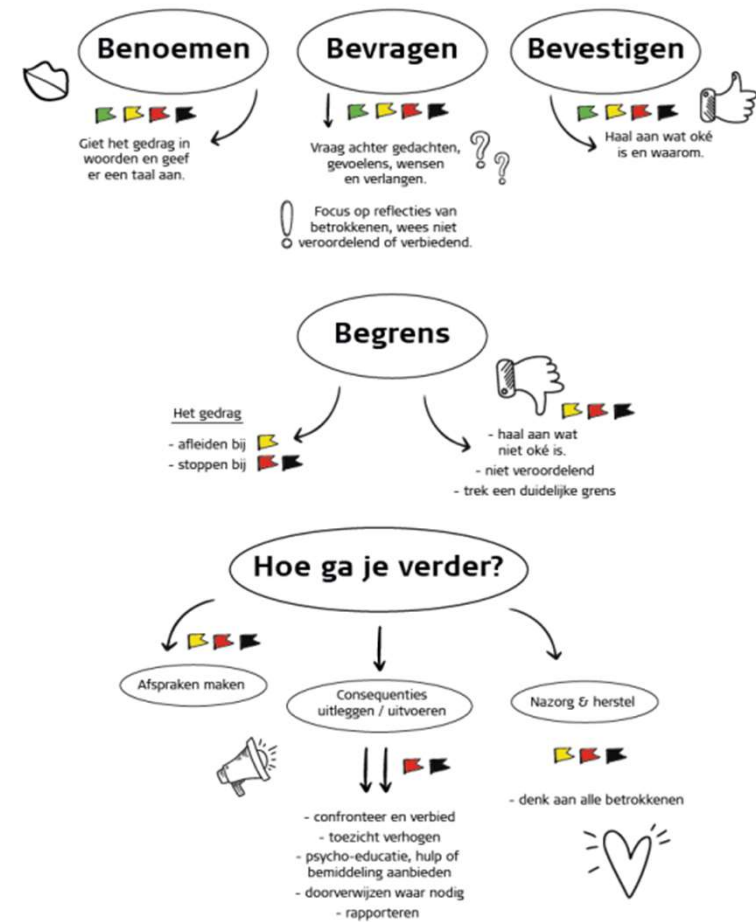 Benoemen
Giet het gedrag in
woorden en geef
er een taal aan.
Bevragen
Vraag achter gedachten,
gevoelens, wensen
en verlangen.
??
! Focus op reflecties van
betrokkenen, wees niet
veroordelend of verbiedend.
Bevestigen
Haal aan wat oké
is en waarom.
Begrens
Het gedrag
- afleiden bij
- stoppen bij
- haal aan wat
niet oké is.
- niet veroordelend
- trek een duidelijke grens
Hoe ga je verder?
Afspraken maken
Consequenties
uitleggen / uitvoeren
- confronteer en verbied
- toezicht verhogen
- psycho-educatie, hulp of
bemiddeling aanbieden
- doorverwijzen waar nodig
- rapporteren
Nazorg & herstel
- denk aan alle betrokkenen